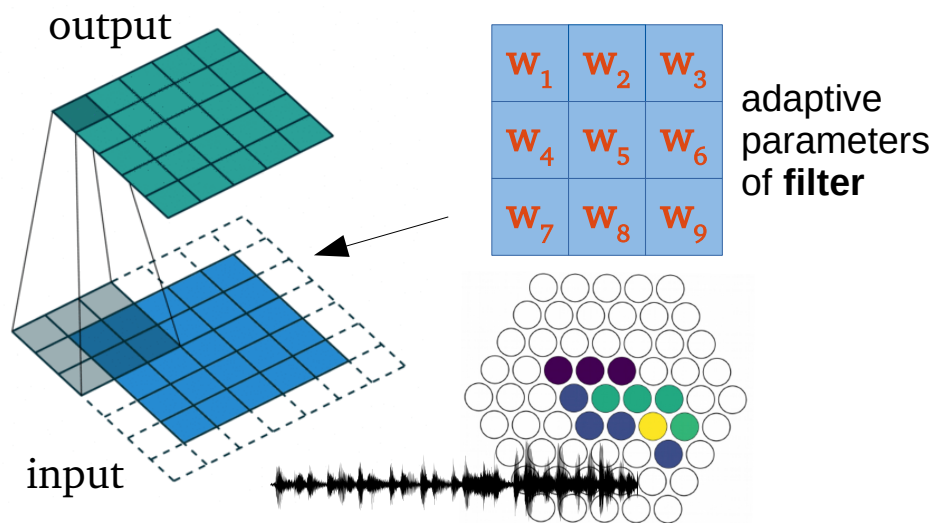 output
w₁ w₂ w₃
w₄ w₅ w₆
w₇ w₈ w₉
adaptive
parameters
of filter
input